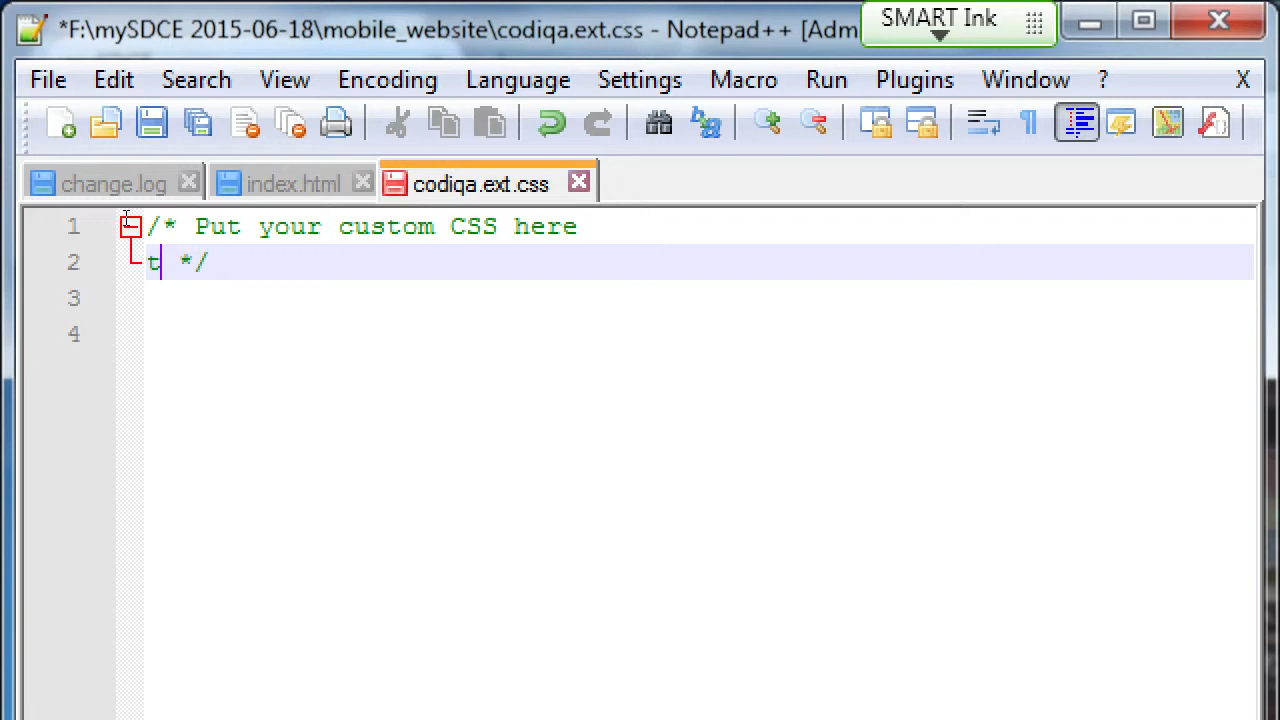 *F:\mySDCE 2015-06-18\mobile_website\codiqa.ext.css - Notepad++ [Adm
SMART Ink
File Edit Search View Encoding Language Settings Macro Run Plugins Window ? X
change.log index.html codiqa.ext.css
1 /* Put your custom CSS here
2 t */
3
4